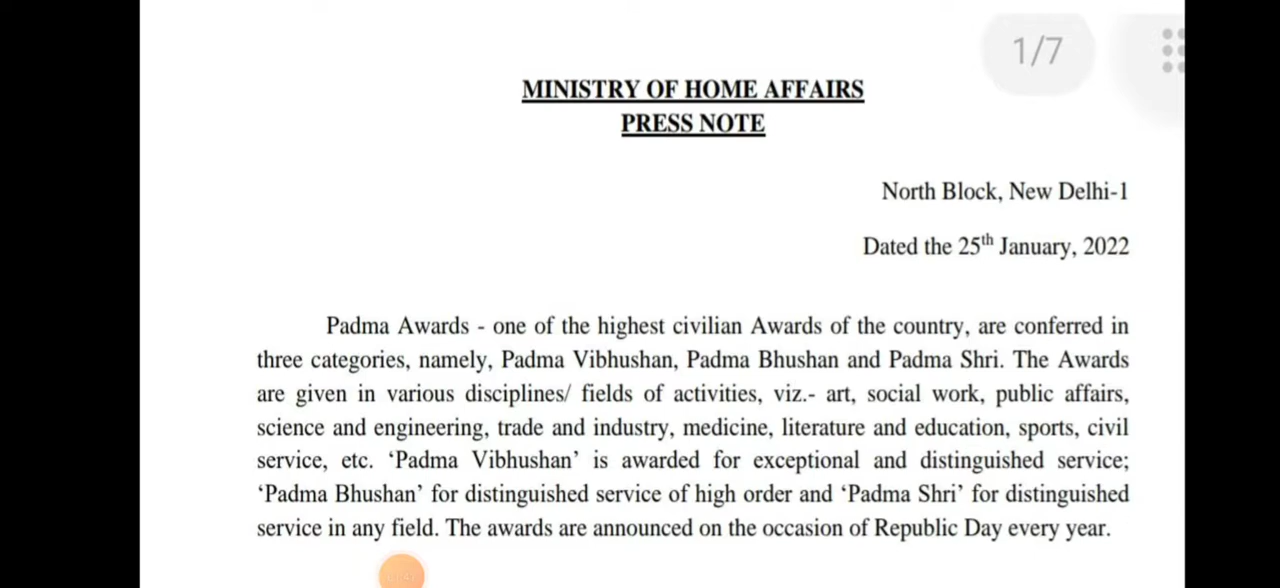 1/7
MINISTRY OF HOME AFFAIRS
PRESS NOTE
North Block, New Delhi-1
Dated the 25th January, 2022
Padma Awards - one of the highest civilian Awards of the country, are conferred in
three categories, namely, Padma Vibhushan, Padma Bhushan and Padma Shri. The Awards
are given in various disciplines/ fields of activities, viz.- art, social work, public affairs,
science and engineering, trade and industry, medicine, literature and education, sports, civil
service, etc. ‘Padma Vibhushan’ is awarded for exceptional and distinguished service;
‘Padma Bhushan’ for distinguished service of high order and ‘Padma Shri’ for distinguished
service in any field. The awards are announced on the occasion of Republic Day every year.